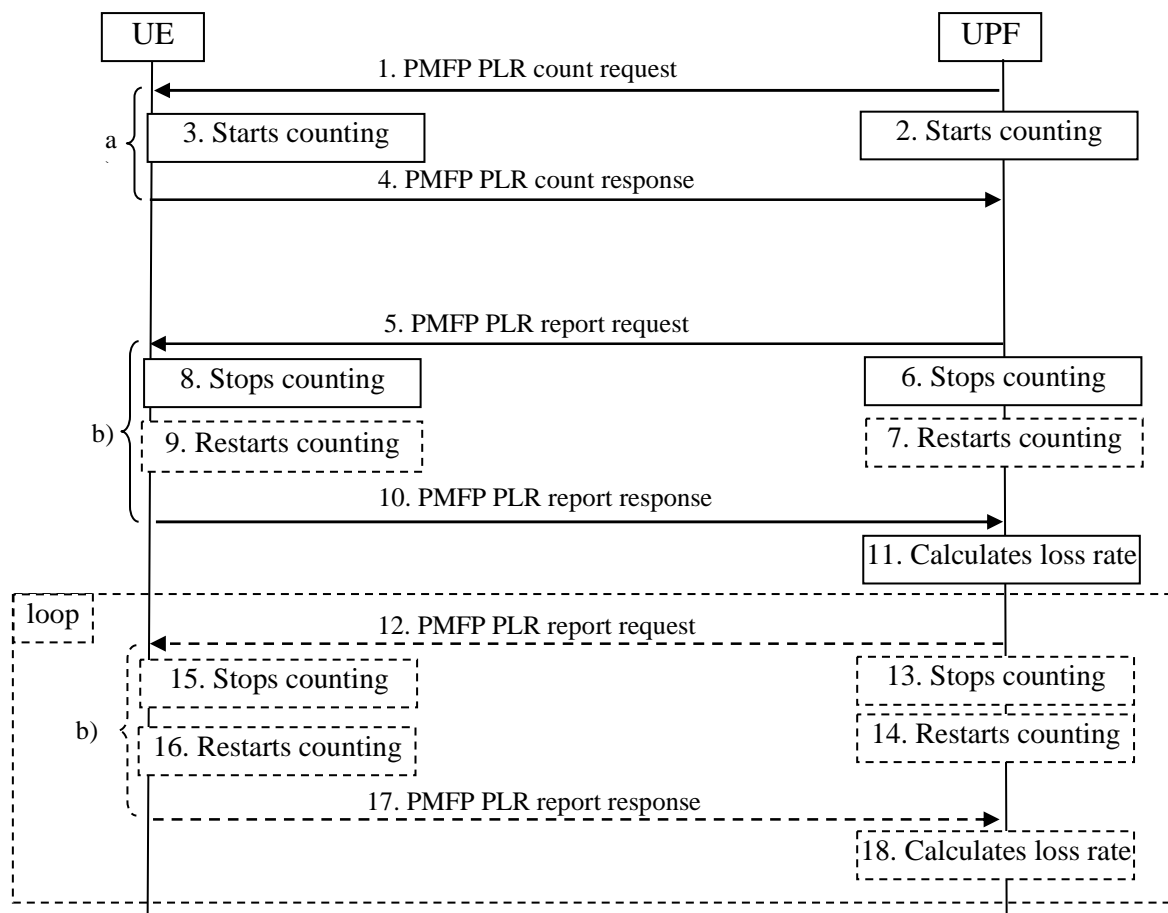 UE
UPF
1. PMFP PLR count request
a
3. Starts counting
2. Starts counting
4. PMFP PLR count response
5. PMFP PLR report request
b)
8. Stops counting
6. Stops counting
9. Restarts counting
7. Restarts counting
10. PMFP PLR report response
11. Calculates loss rate
loop
12. PMFP PLR report request
b)
15. Stops counting
13. Stops counting
16. Restarts counting
14. Restarts counting
17. PMFP PLR report response
18. Calculates loss rate